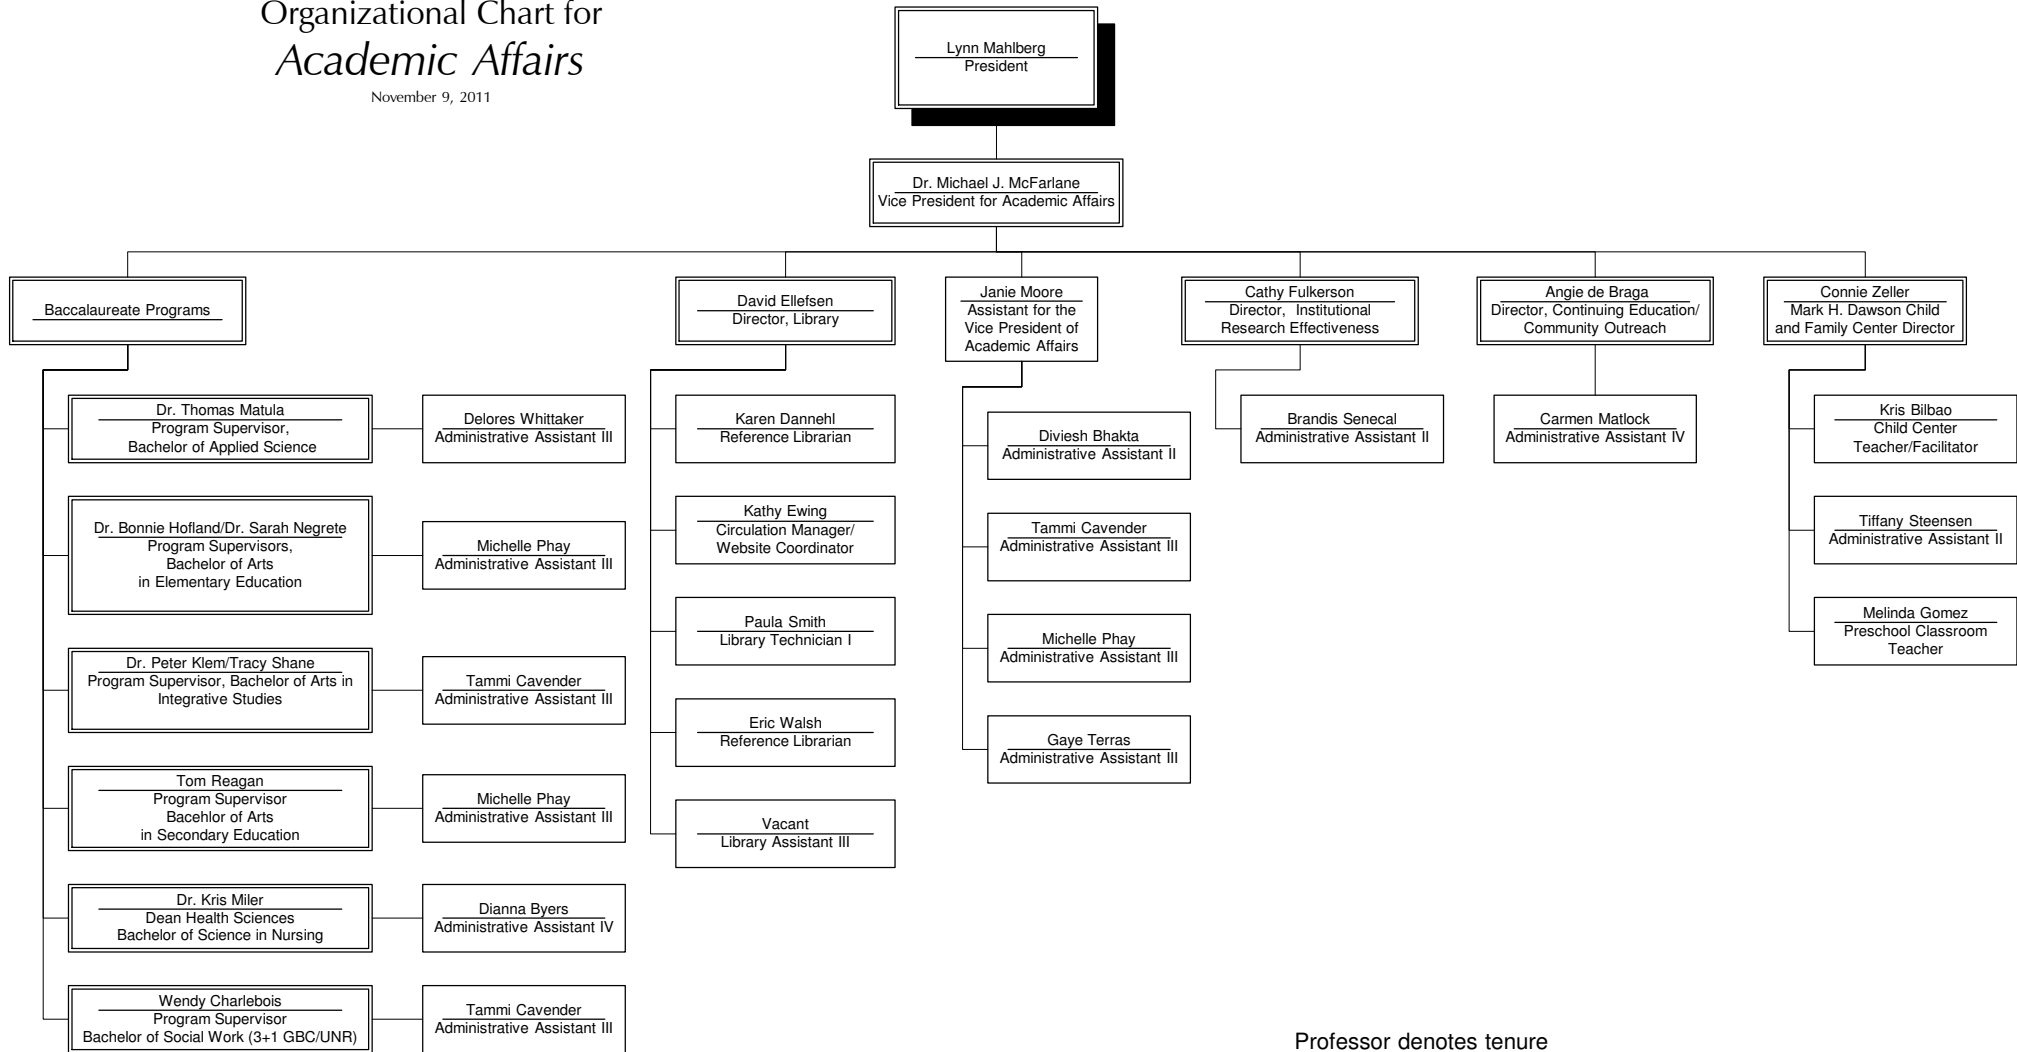 Organizational Chart for
Academic Affairs
November 9, 2011
Lynn Mahlberg
President
Dr. Michael J. McFarlane
Vice President for Academic Affairs
Baccalaureate Programs
Dr. Thomas Matula
Program Supervisor,
Bachelor of Applied Science
Delores Whittaker
Administrative Assistant III
Dr. Bonnie Hofland/Dr. Sarah Negrete
Program Supervisors,
Bachelor of Arts
in Elementary Education
Michelle Phay
Administrative Assistant III
Dr. Peter Klem/Tracy Shane
Program Supervisor, Bachelor of Arts in
Integrative Studies
Tammi Cavender
Administrative Assistant III
Tom Reagan
Program Supervisor
Bacehlor of Arts
in Secondary Education
Michelle Phay
Administrative Assistant III
Dr. Kris Miler
Dean Health Sciences
Bachelor of Science in Nursing
Dianna Byers
Administrative Assistant IV
Wendy Charlebois
Program Supervisor
Bachelor of Social Work (3+1 GBC/UNR)
Tammi Cavender
Administrative Assistant III
David Ellefsen
Director, Library
Karen Dannehl
Reference Librarian
Kathy Ewing
Circulation Manager/
Website Coordinator
Paula Smith
Library Technician I
Eric Walsh
Reference Librarian
Vacant
Library Assistant III
Janie Moore
Assistant for the
Vice President of
Academic Affairs
Diviesh Bhakta
Administrative Assistant II
Tammi Cavender
Administrative Assistant III
Michelle Phay
Administrative Assistant III
Gaye Terras
Administrative Assistant III
Cathy Fulkerson
Director, Institutional
Research Effectiveness
Brandis Senecal
Administrative Assistant II
Angie de Braga
Director, Continuing Education/
Community Outreach
Carmen Matlock
Administrative Assistant IV
Connie Zeller
Mark H. Dawson Child
and Family Center Director
Kris Bilbao
Child Center
Teacher/Facilitator
Tiffany Steensen
Administrative Assistant II
Melinda Gomez
Preschool Classroom
Teacher
Professor denotes tenure